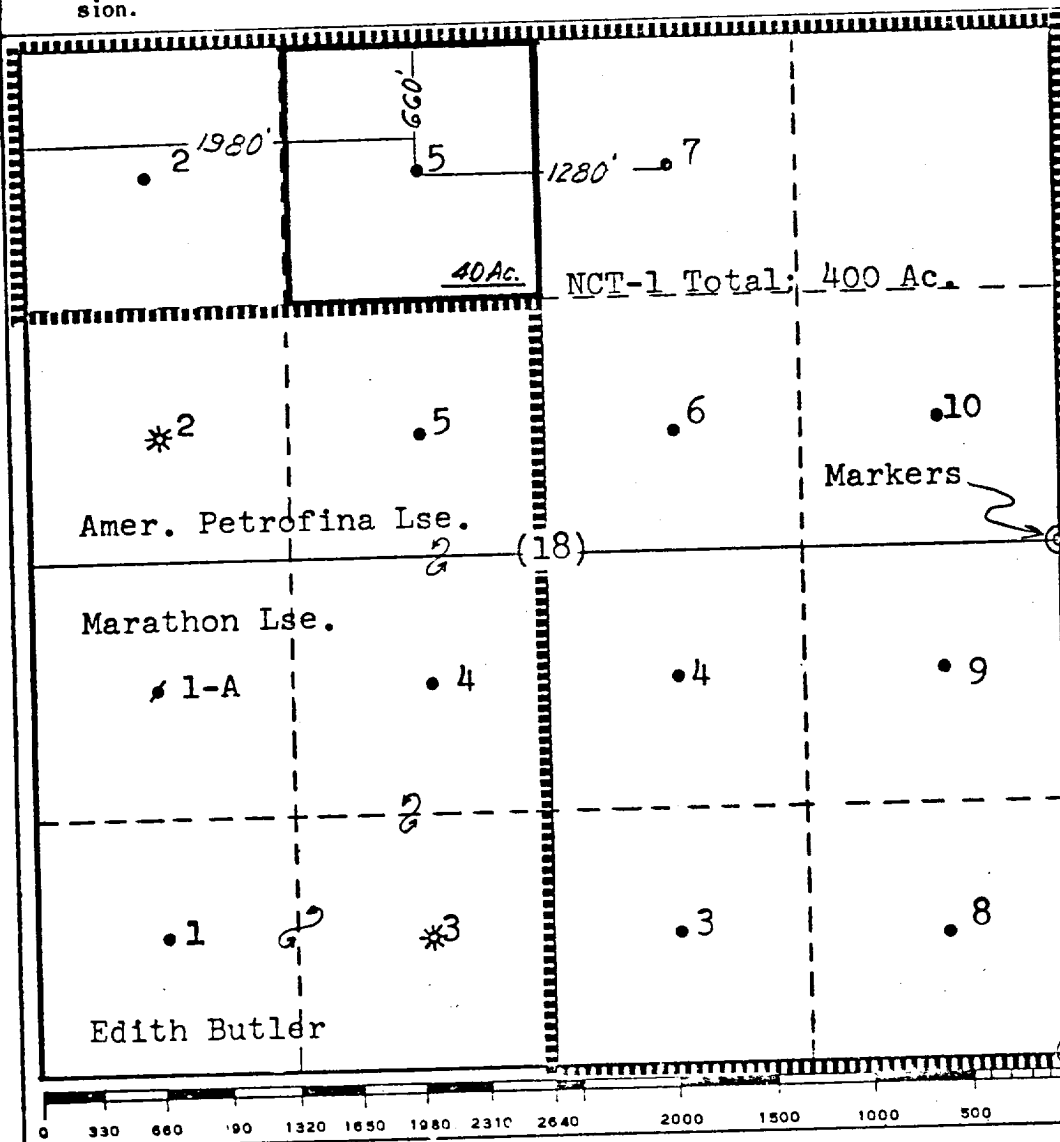 sion.
660'
1980'
2
5
7
1280'
40 Ac.
NCT-1 Total; 400 Ac.
2
5
6
10
Markers
Amer. Petrofina Lse.
(18)
Marathon Lse.
1-A
4
4
9
1
3
3
8
Edith Butler
0 330 660 '90 1320 1650 1980 2310 2640 2000 1500 1000 500